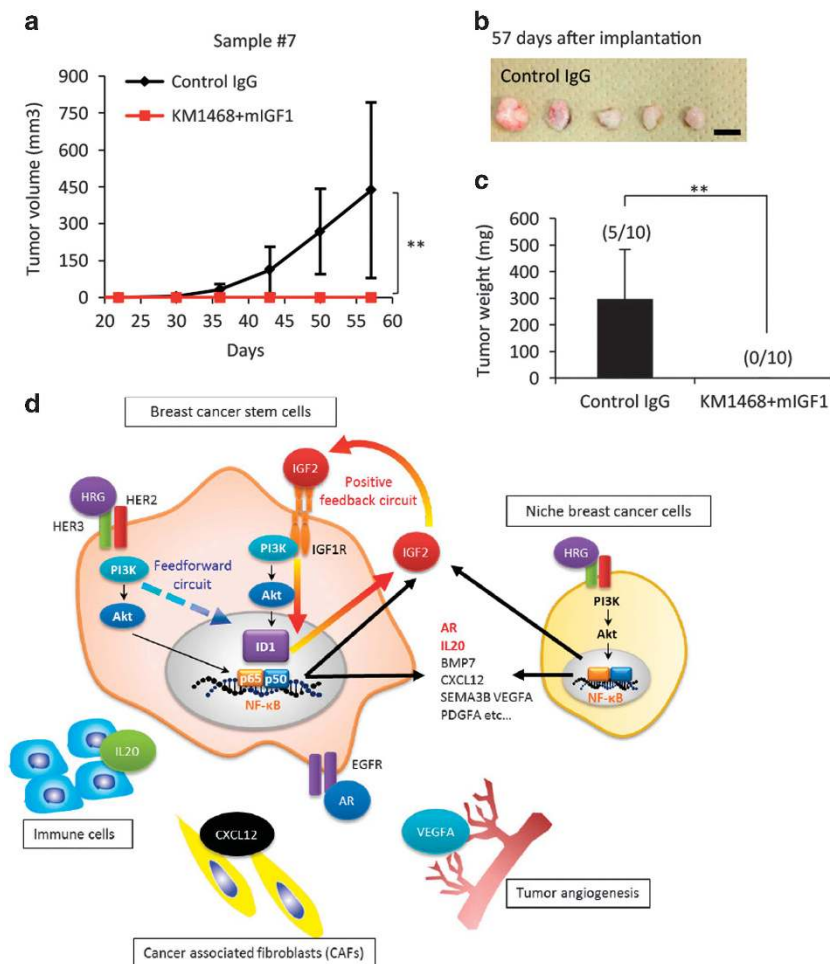 a
Sample #7
Tumor volume (mm3)
900
750
600
450
300
150
0
Control IgG
KM1468+mIGF1
**
20 25 30 35 40 45 50 55 60
Days
b
57 days after implantation
Control IgG
c
Tumor weight (mg)
600
500
400
300
200
100
0
**
(5/10)
(0/10)
Control IgG
KM1468+mIGF1
d
Breast cancer stem cells
IGF2
Positive
feedback circuit
HRG
HER2
HER3
PI3K
Akt
Feedforward
circuit
PI3K
Akt
IGF1R
IGF2
ID1
p65 p50
NF-κB
Niche breast cancer cells
HRG
PI3K
Akt
NF-κB
AR
IL20
BMP7
CXCL12
SEMA3B VEGFA
PDGFA etc...
EGFR
AR
IL20
Immune cells
CXCL12
Cancer associated fibroblasts (CAFs)
VEGFA
Tumor angiogenesis